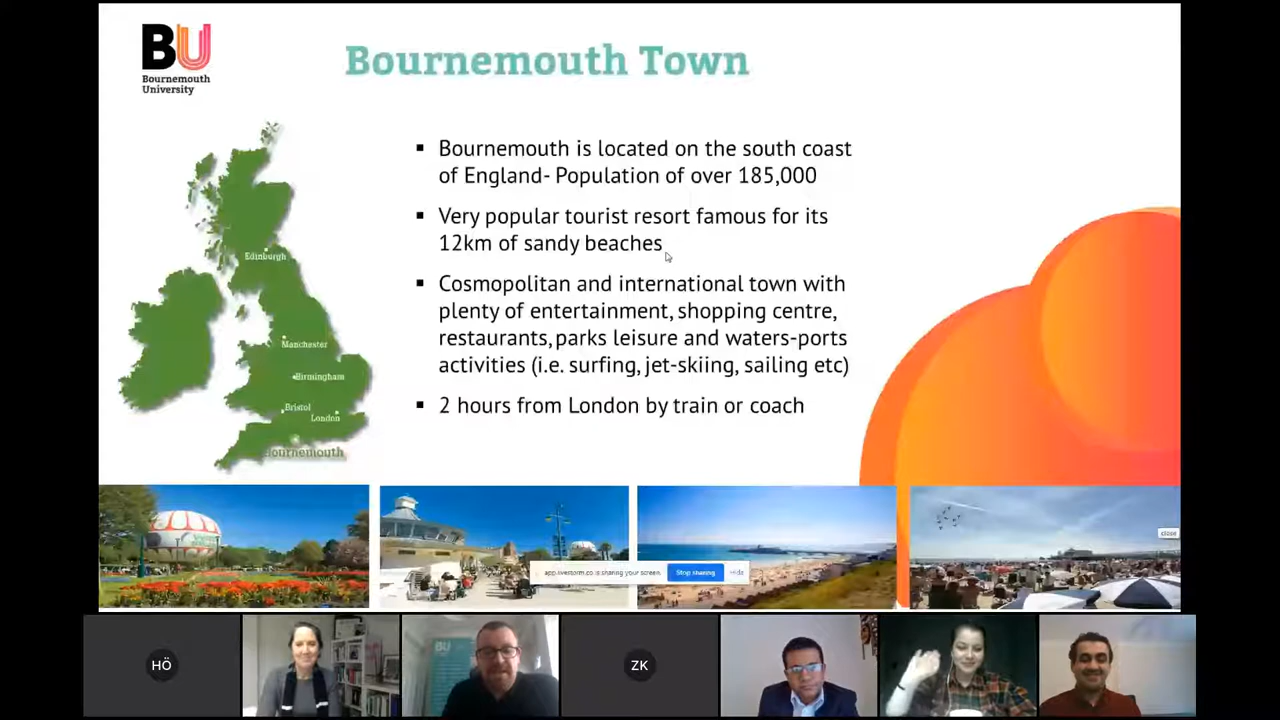 BU
Bournemouth
University
Bournemouth Town
▪ Bournemouth is located on the south coast
of England- Population of over 185,000
▪ Very popular tourist resort famous for its
12km of sandy beaches
▪ Cosmopolitan and international town with
plenty of entertainment, shopping centre,
restaurants, parks leisure and waters-ports
activities (i.e. surfing, jet-skiing, sailing etc)
▪ 2 hours from London by train or coach
Edinburgh
Manchester
Birmingham
Bristol
London
Bournemouth
close
app.livestorm.co is sharing your screen.
Stop sharing
Hide
HÖ
BU
ZK